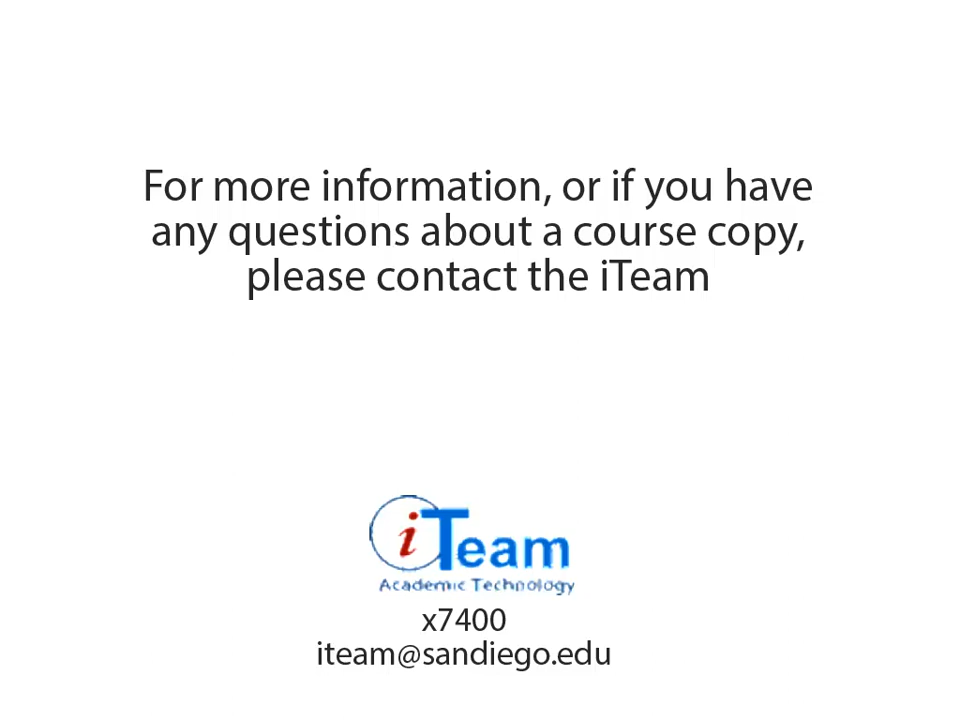 For more information, or if you have
any questions about a course copy,
please contact the iTeam
iTeam
Academic Technology
x7400
iteam@sandiego.edu